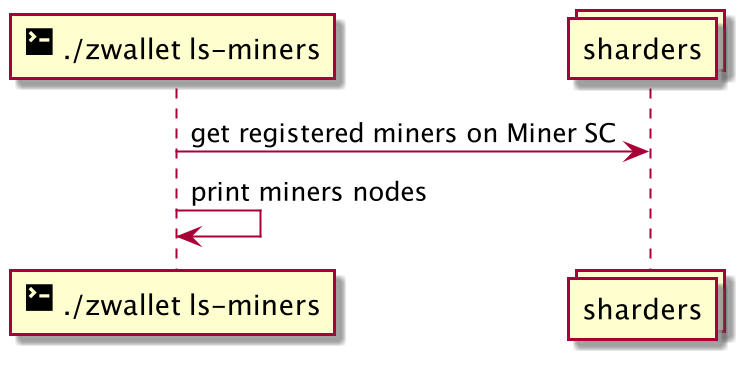 ./zwallet ls-miners
sharders
get registered miners on Miner SC
print miners nodes
./zwallet ls-miners
sharders